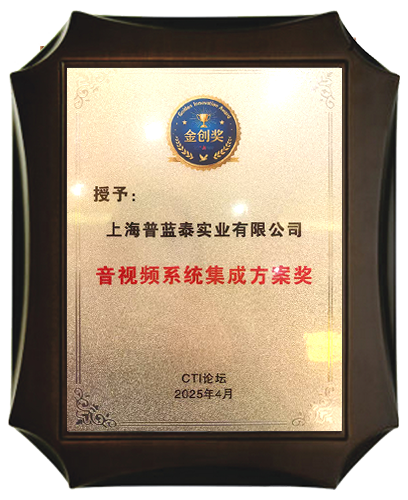 Golden Innovation Award
金创奖
授予：
上海普蓝泰实业有限公司
音视频系统集成方案奖
CTI论坛
2025年4月